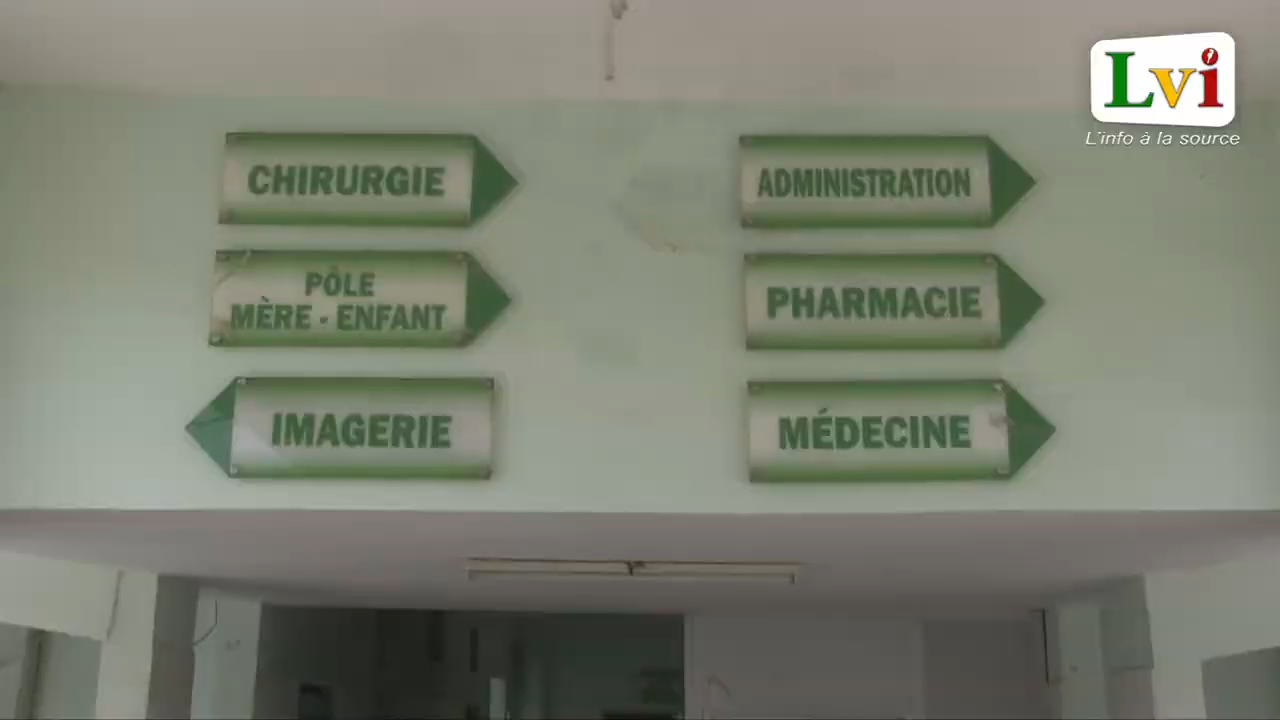 Lvi
L'info à la source
CHIRURGIE
PÔLE
MÈRE - ENFANT
IMAGERIE
ADMINISTRATION
PHARMACIE
MÉDECINE